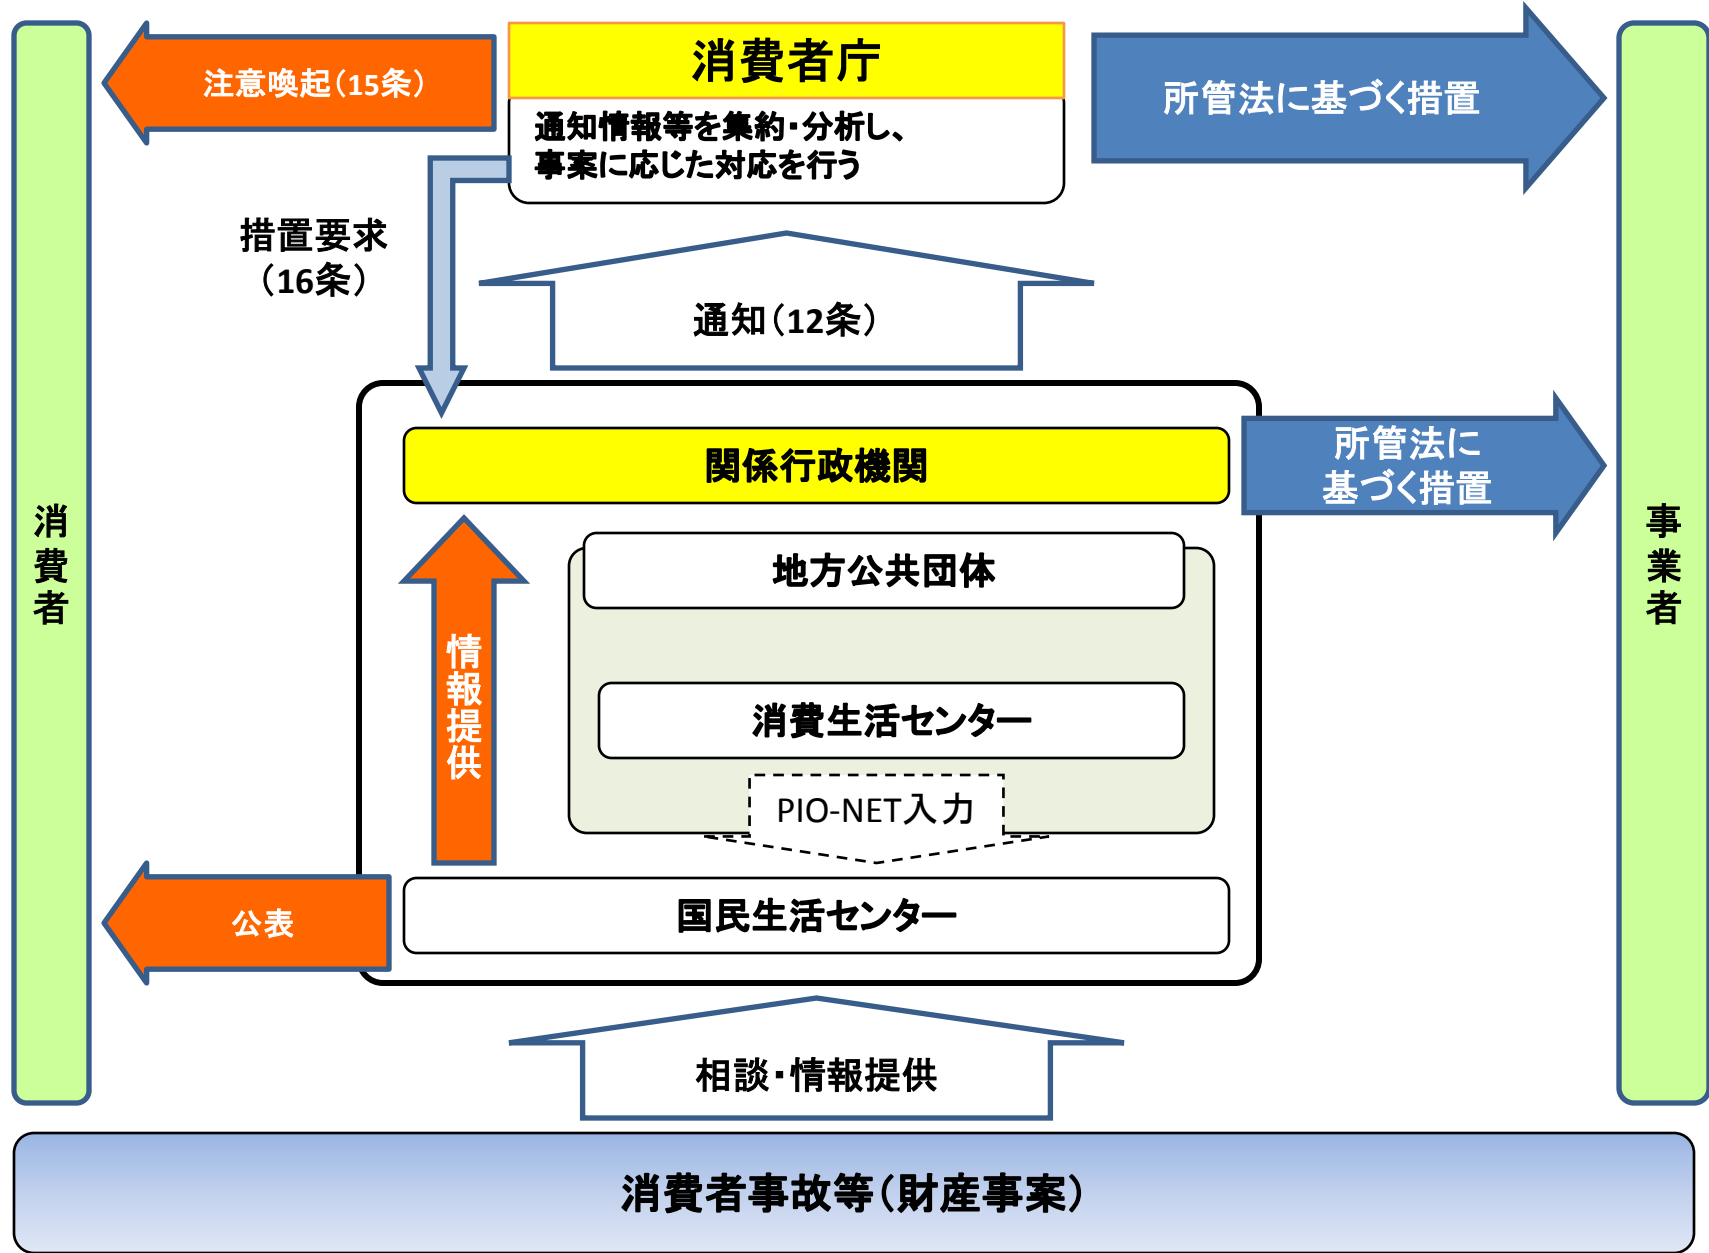 消費者庁
注意喚起（15条）
所管法に基づく措置
通知情報等を集約・分析し、
事案に応じた対応を行う
措置要求
（16条）
通知（12条）
関係行政機関
所管法に
基づく措置
消費者
事業者
地方公共団体
情報提供
消費生活センター
PIO-NET入力
国民生活センター
公表
相談・情報提供
消費者事故等（財産事案）